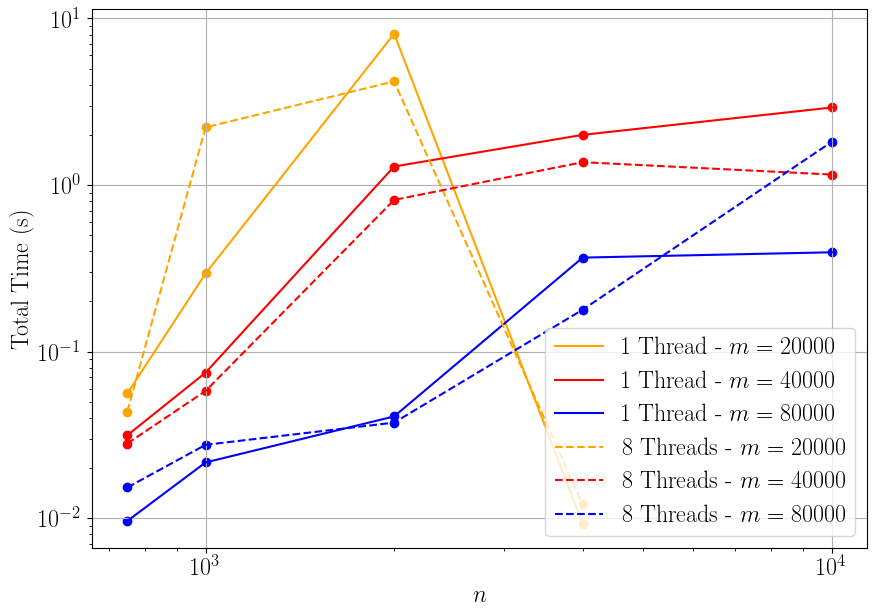 10^1
10^0
10^{-1}
10^{-2}
Total Time (s)
1 Thread - m = 20000
1 Thread - m = 40000
1 Thread - m = 80000
8 Threads - m = 20000
8 Threads - m = 40000
8 Threads - m = 80000
10^3
10^4
n